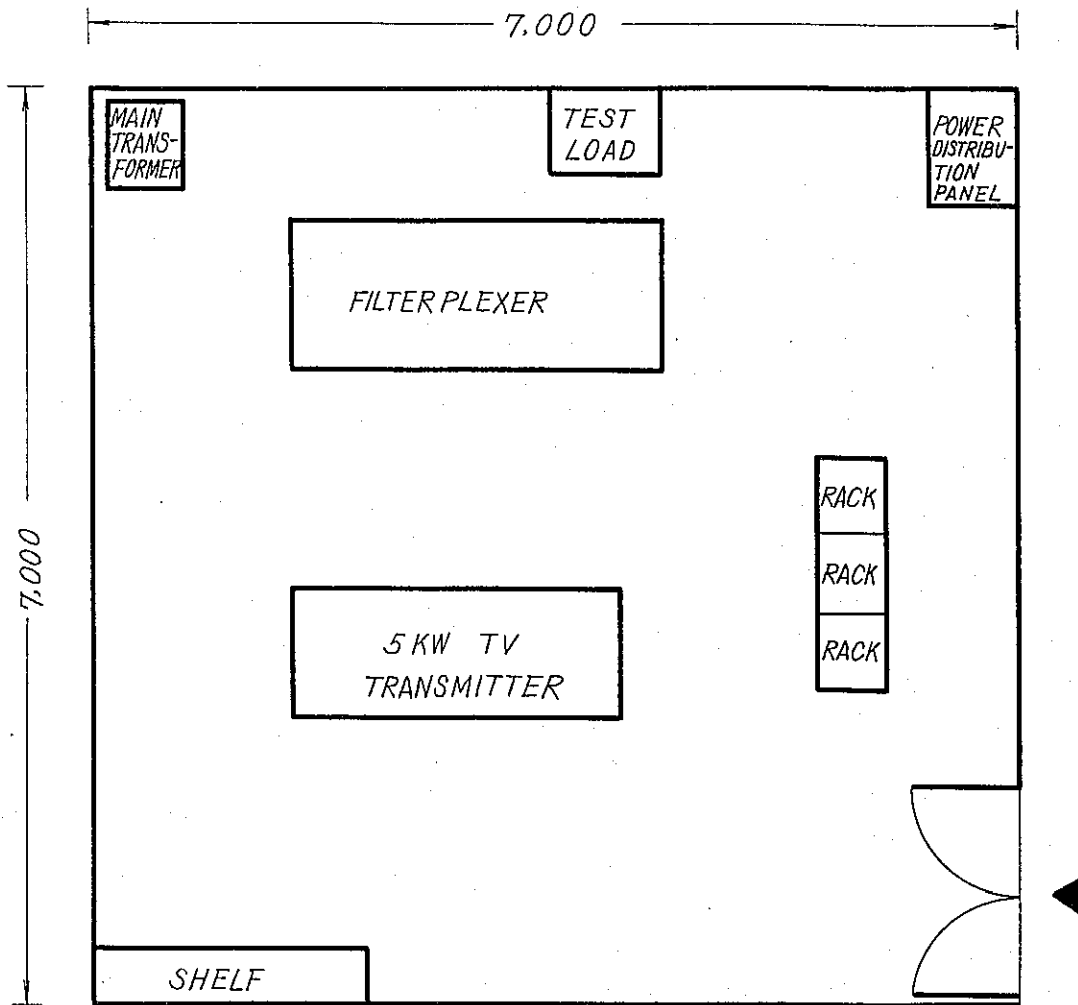 7,000
MAIN
TRANS-
FORMER
TEST
LOAD
POWER
DISTRIBU-
TION
PANEL
FILTER PLEXER
7,000
RACK
RACK
RACK
5 KW TV
TRANSMITTER
SHELF